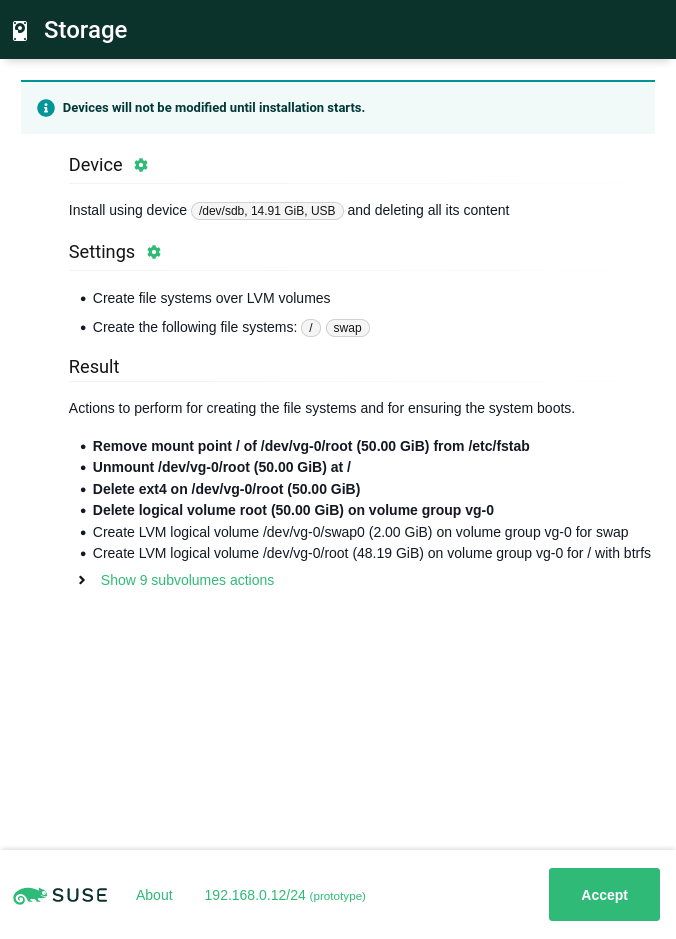 Storage
Devices will not be modified until installation starts.
Device
Install using device /dev/sdb, 14.91 GiB, USB and deleting all its content
Settings
• Create file systems over LVM volumes
• Create the following file systems: / swap
Result
Actions to perform for creating the file systems and for ensuring the system boots.
• Remove mount point / of /dev/vg-0/root (50.00 GiB) from /etc/fstab
• Unmount /dev/vg-0/root (50.00 GiB) at /
• Delete ext4 on /dev/vg-0/root (50.00 GiB)
• Delete logical volume root (50.00 GiB) on volume group vg-0
• Create LVM logical volume /dev/vg-0/swap0 (2.00 GiB) on volume group vg-0 for swap
• Create LVM logical volume /dev/vg-0/root (48.19 GiB) on volume group vg-0 for / with btrfs
Show 9 subvolumes actions
SUSE About 192.168.0.12/24 (prototype) Accept